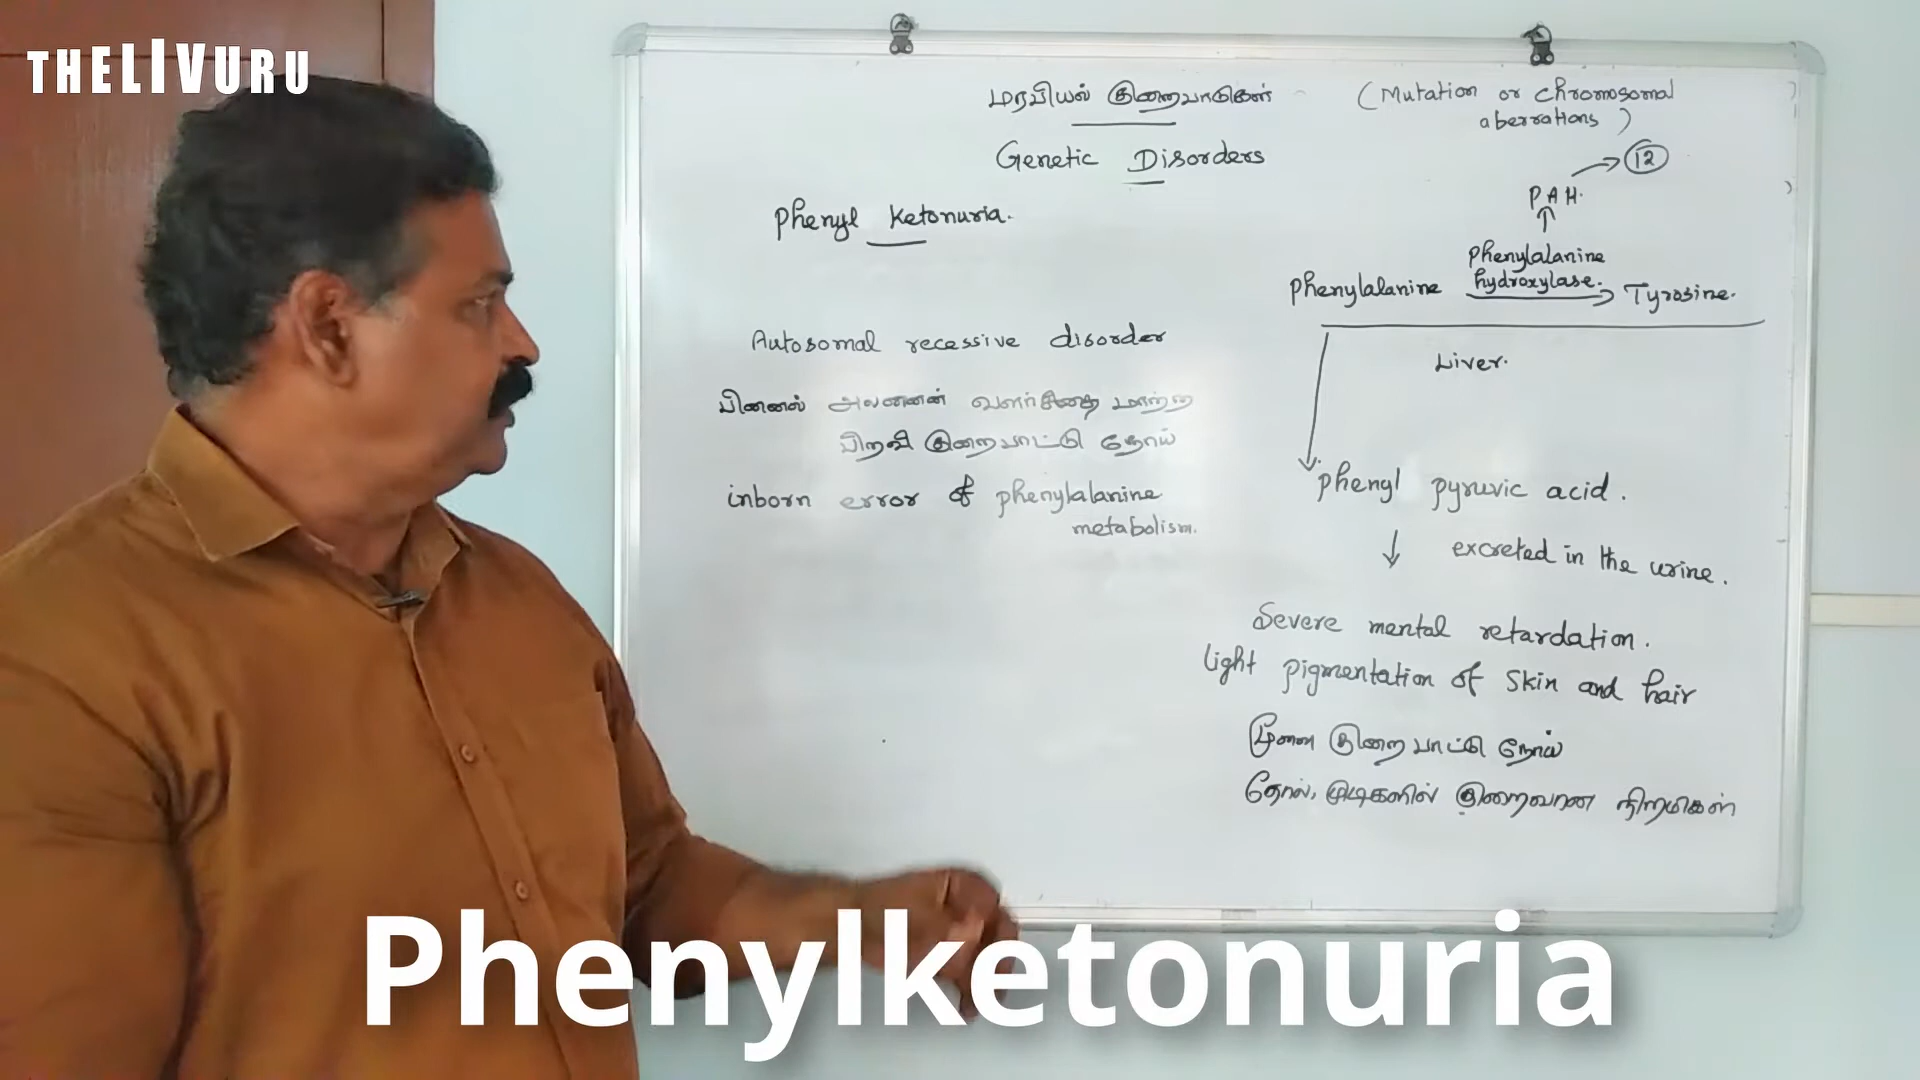 THELIVURU
மரபியல் குறைபாடுகள் (Mutation or chromosomal
aberrations)
Genetic Disorders
12
PAH.
Phenyl ketonuria.
phenylalanine
hydroxylase.
phenylalanine Tyrosine.
Liver.
Autosomal recessive disorder
பினைல் அலனைன் வளர்சிதை மாற்ற
பிறவி குறைபாட்டு நோய்
inborn error of phenylalanine
metabolism.
phenyl pyruvic acid.
excreted in the urine.
Severe mental retardation.
light pigmentation of skin and hair
மூளை குறைபாட்டு நோய்
தோல், முடிகளில் குறைவான நிறமிகள்
Phenylketonuria